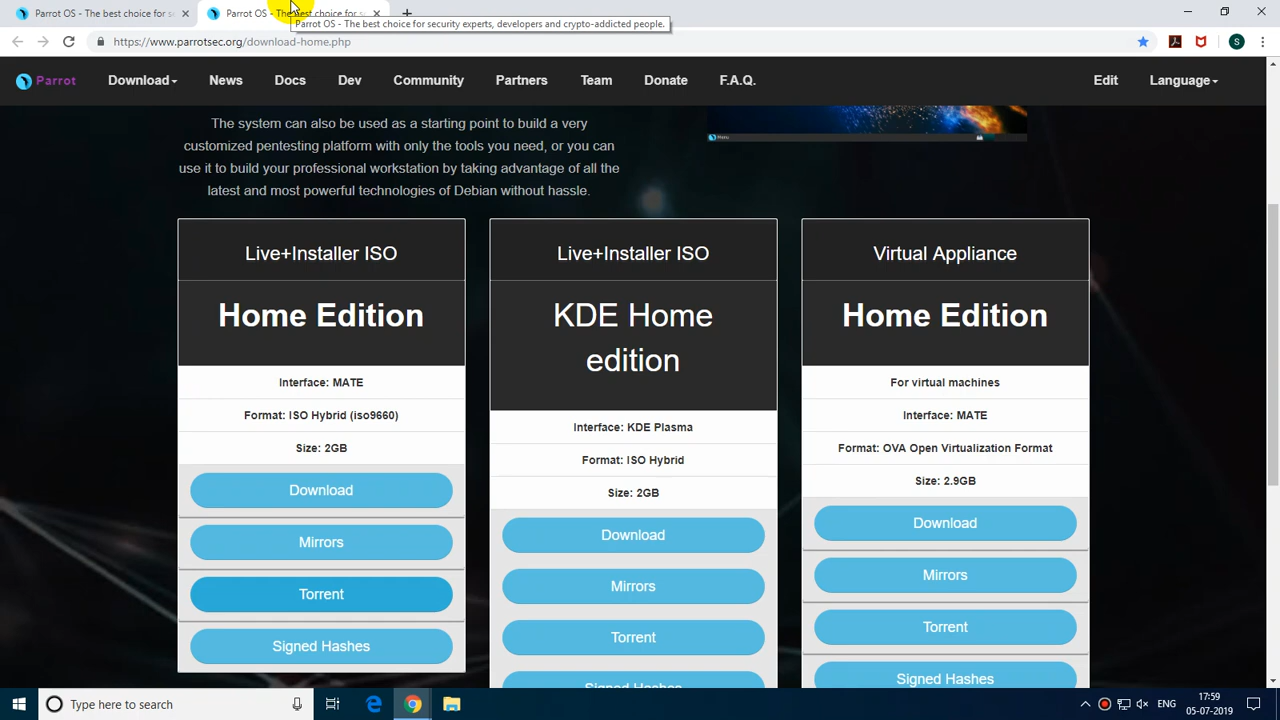 Parrot OS - The best choice for s
Parrot OS - The best choice for s
Parrot OS - The best choice for security experts, developers and crypto-addicted people.
https://www.parrotsec.org/download-home.php
S
Parrot
Download
News
Docs
Dev
Community
Partners
Team
Donate
F.A.Q.
Edit
Language
The system can also be used as a starting point to build a very
customized pentesting platform with only the tools you need, or you can
use it to build your professional workstation by taking advantage of all the
latest and most powerful technologies of Debian without hassle.
Menu
Live+Installer ISO
Home Edition
Interface: MATE
Format: ISO Hybrid (iso9660)
Size: 2GB
Download
Mirrors
Torrent
Signed Hashes
Live+Installer ISO
KDE Home
edition
Interface: KDE Plasma
Format: ISO Hybrid
Size: 2GB
Download
Mirrors
Torrent
Signed Hashes
Virtual Appliance
Home Edition
For virtual machines
Interface: MATE
Format: OVA Open Virtualization Format
Size: 2.9GB
Download
Mirrors
Torrent
Signed Hashes
Type here to search
ENG
17:59
05-07-2019